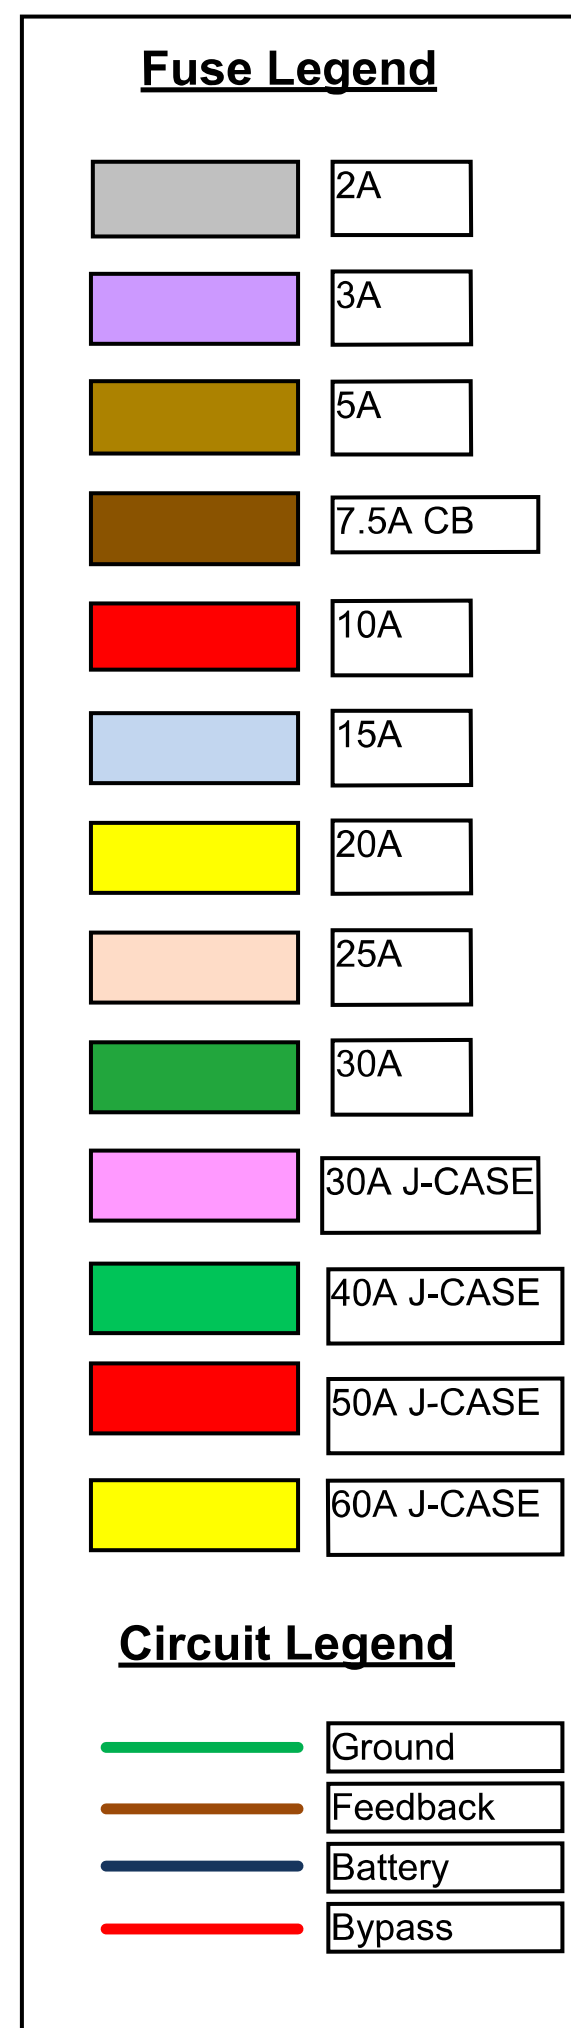 Fuse Legend
2A
3A
5A
7.5A CB
10A
15A
20A
25A
30A
30A J-CASE
40A J-CASE
50A J-CASE
60A J-CASE
Circuit Legend
Ground
Feedback
Battery
Bypass